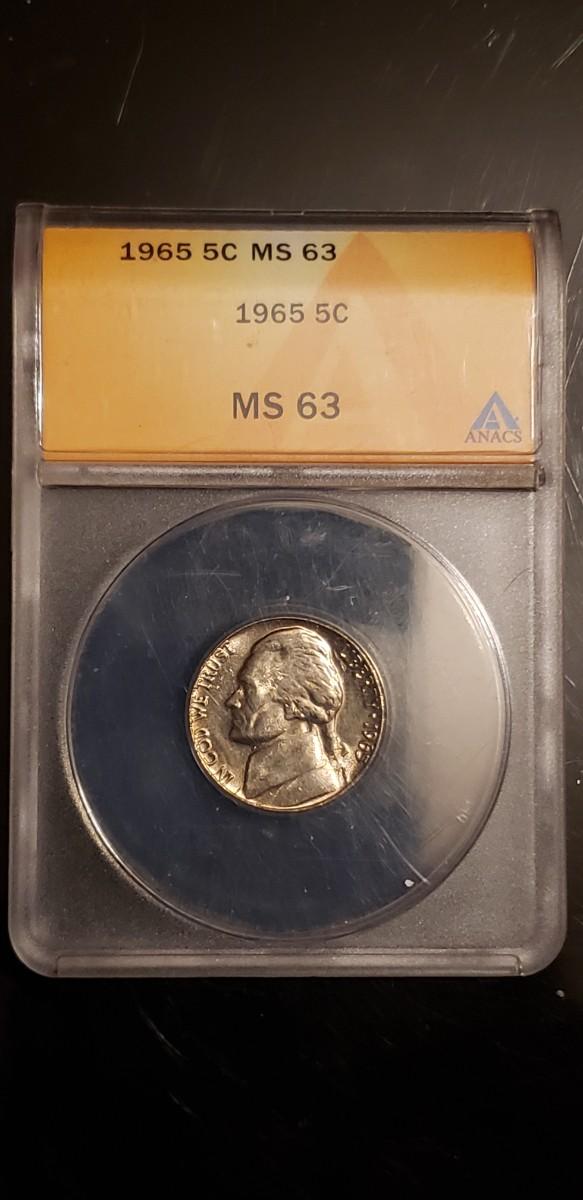 1965 5C MS 63
1965 5C
MS 63
ANACS
IN GOD WE TRUST
LIBERTY • 1965